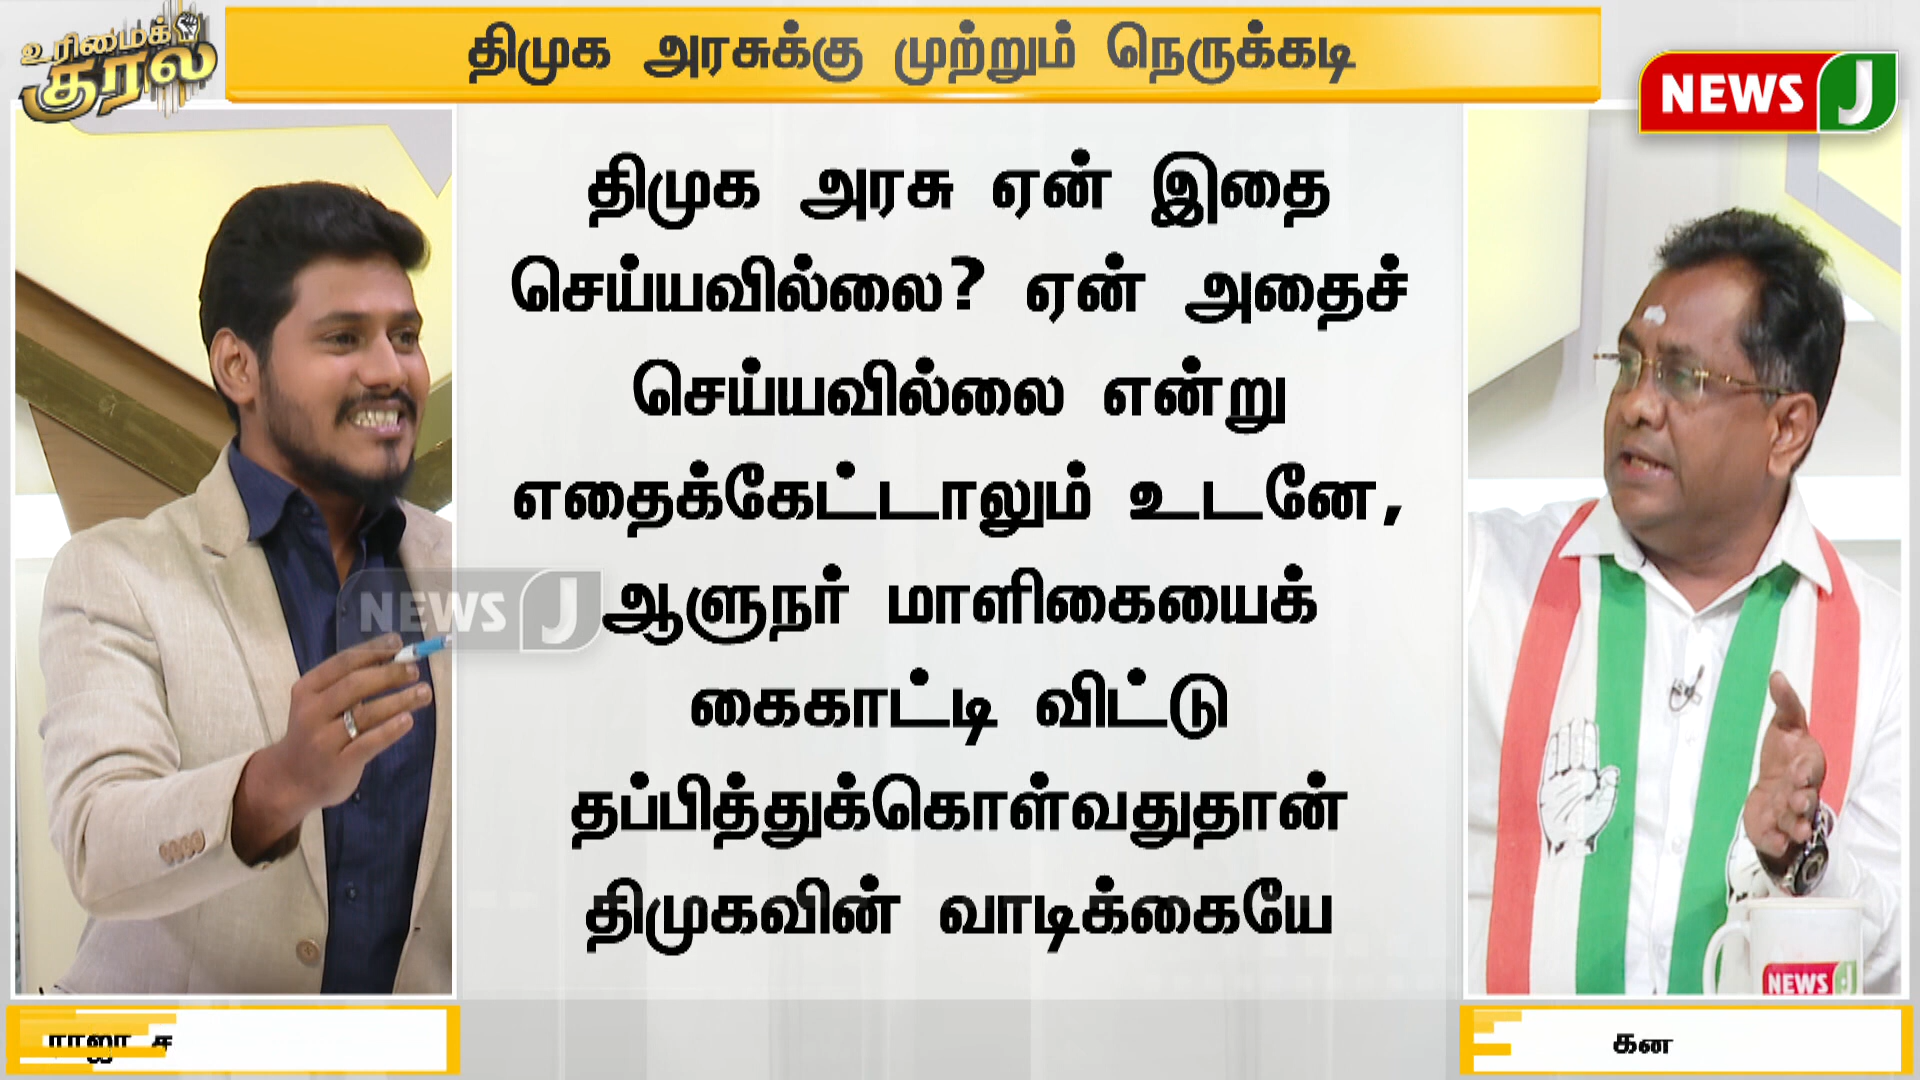 உரிமைக்
குரல்
திமுக அரசுக்கு முற்றும் நெருக்கடி
NEWS J
திமுக அரசு ஏன் இதை
செய்யவில்லை? ஏன் அதைச்
செய்யவில்லை என்று
எதைக்கேட்டாலும் உடனே,
ஆளுநர் மாளிகையைக்
கைகாட்டி விட்டு
தப்பித்துக்கொள்வதுதான்
திமுகவின் வாடிக்கையே
NEWS J
NEWS J
ராஜா ச
கன